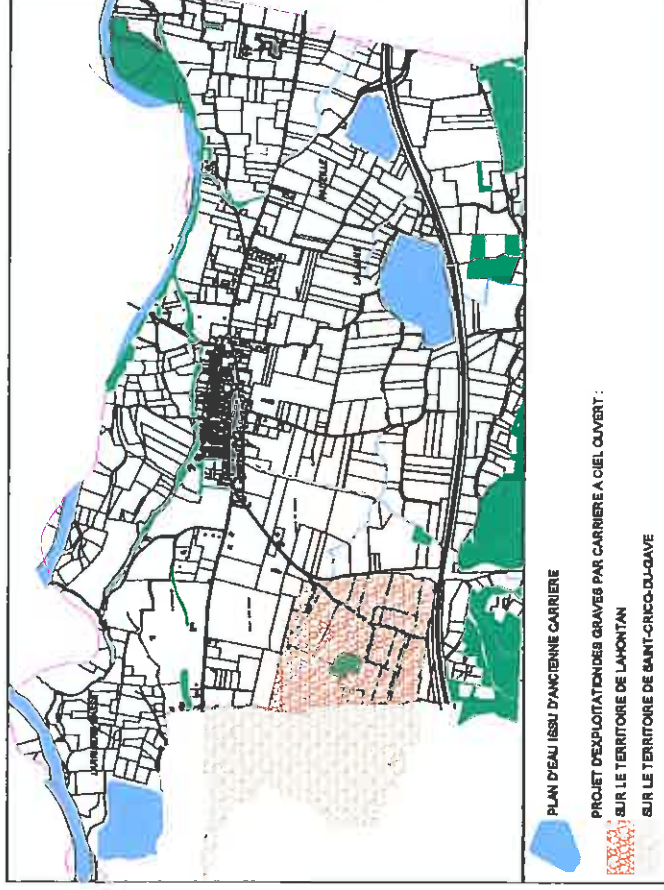 PLAN D'EAU ISSU D'ANCIENNE CARRIERE
PROJET D'EXPLOITATION DES GRAVES PAR CARRIERE A CIEL OUVERT :
SUR LE TERRITOIRE DE LAHONTAN
SUR LE TERRITOIRE DE SAINT-CRICQ-DU-GAVE